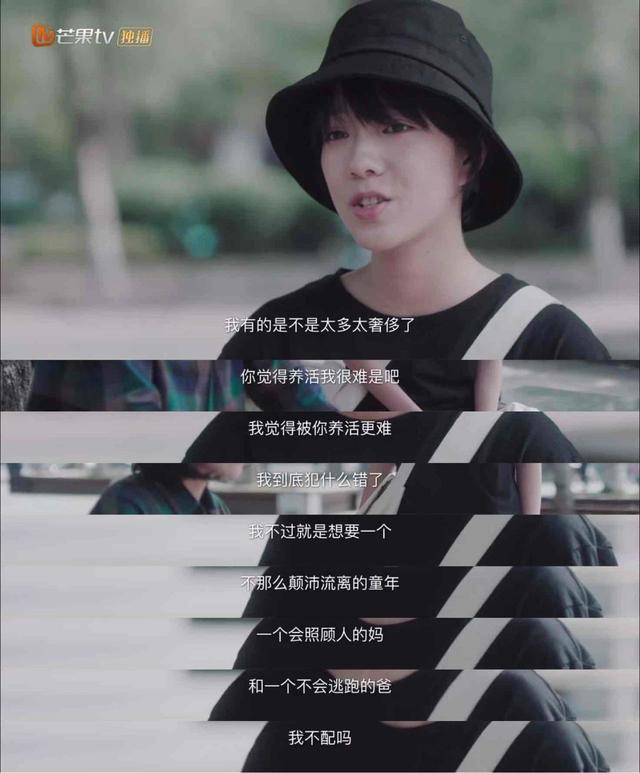 芒果tv 独播
我有的是不是太多太奢侈了
你觉得养活我很难是吧
我觉得被你养活更难
我到底犯什么错了
我不过就是想要一个
不那么颠沛流离的童年
一个会照顾人的妈
和一个不会逃跑的爸
我不配吗